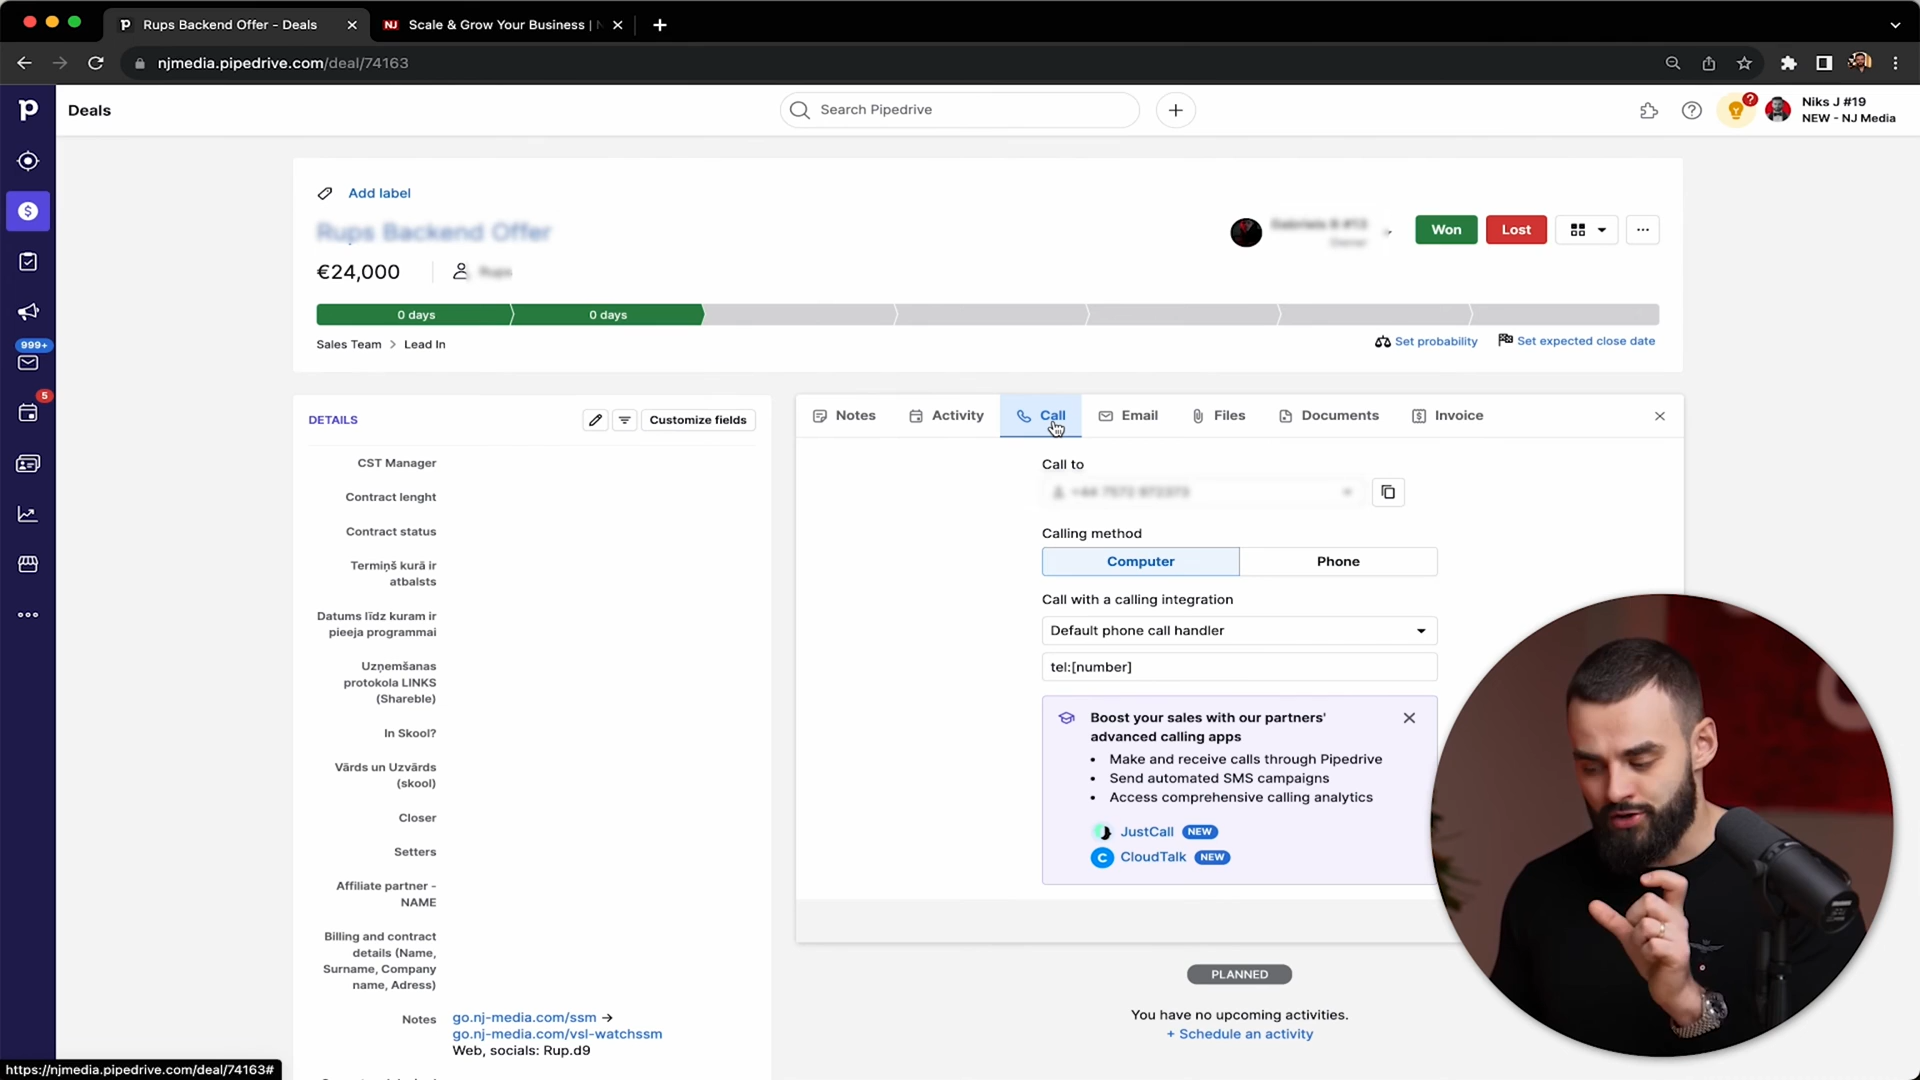 Rups Backend Offer - Deals
NJ
Scale & Grow Your Business |
njmedia.pipedrive.com/deal/74163
Deals
Search Pipedrive
?
Niks J #19
NEW - NJ Media
Add label
Rups Backend Offer
Won
Lost
€24,000
Rups
0 days
0 days
Sales Team > Lead In
Set probability
Set expected close date
999+
5
DETAILS
Customize fields
CST Manager
Contract lenght
Contract status
Termiņš kurā ir
atbalsts
Datums līdz kuram ir
pieeja programmai
Uzņemšanas
protokola LINKS
(Shareble)
In Skool?
Vārds un Uzvārds
(skool)
Closer
Setters
Affiliate partner -
NAME
Billing and contract
details (Name,
Surname, Company
name, Adress)
Notes
go.nj-media.com/ssm →
go.nj-media.com/vsl-watchssm
Web, socials: Rup.d9
Notes
Activity
Call
Email
Files
Documents
Invoice
Call to
Calling method
Computer
Phone
Call with a calling integration
Default phone call handler
tel:[number]
Boost your sales with our partners'
advanced calling apps
• Make and receive calls through Pipedrive
• Send automated SMS campaigns
• Access comprehensive calling analytics
JustCall NEW
C CloudTalk NEW
PLANNED
You have no upcoming activities.
+ Schedule an activity
https://njmedia.pipedrive.com/deal/74163#